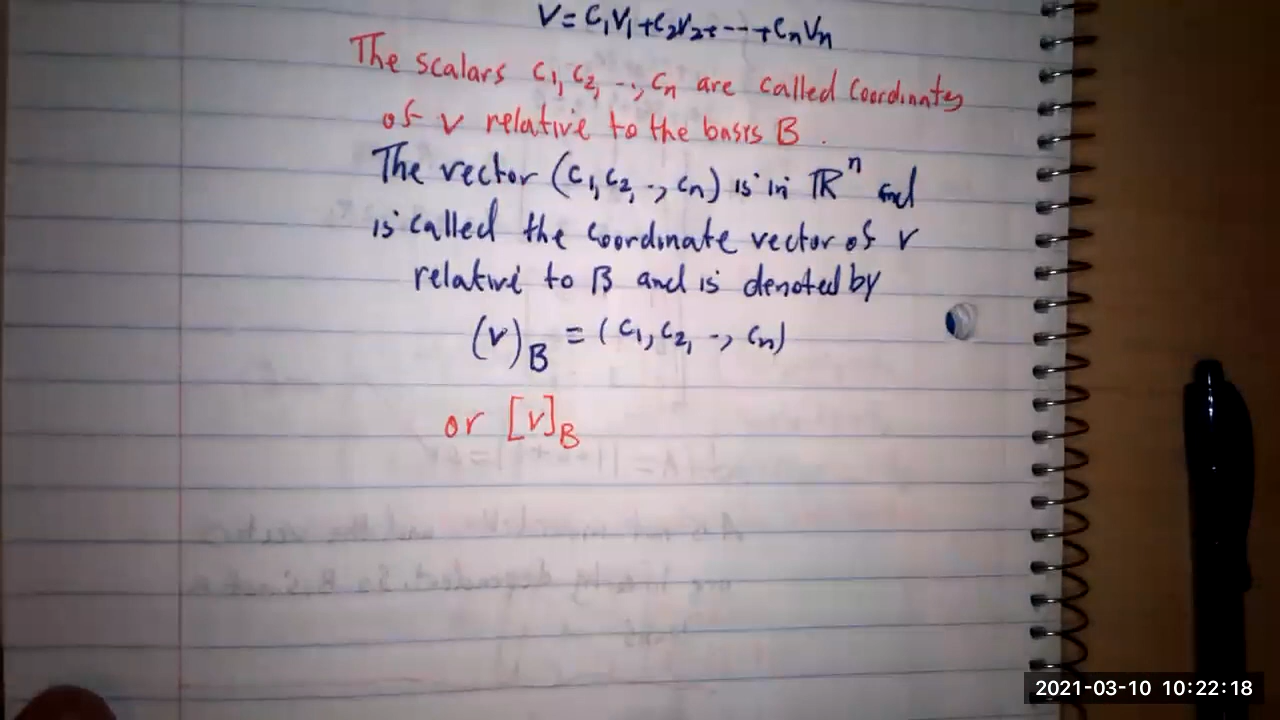 V = C₁V₁ + C₂V₂ + --- + CₙVₙ
The scalars C₁, C₂, --, Cₙ are called Coordinates
of V relative to the basis B .
The vector (C₁, C₂, -, Cₙ) is in ℝⁿ and
is called the coordinate vector of V
relative to B and is denoted by
(V)_B = (C₁, C₂, -, Cₙ)
or [V]_B
2021-03-10 10:22:18